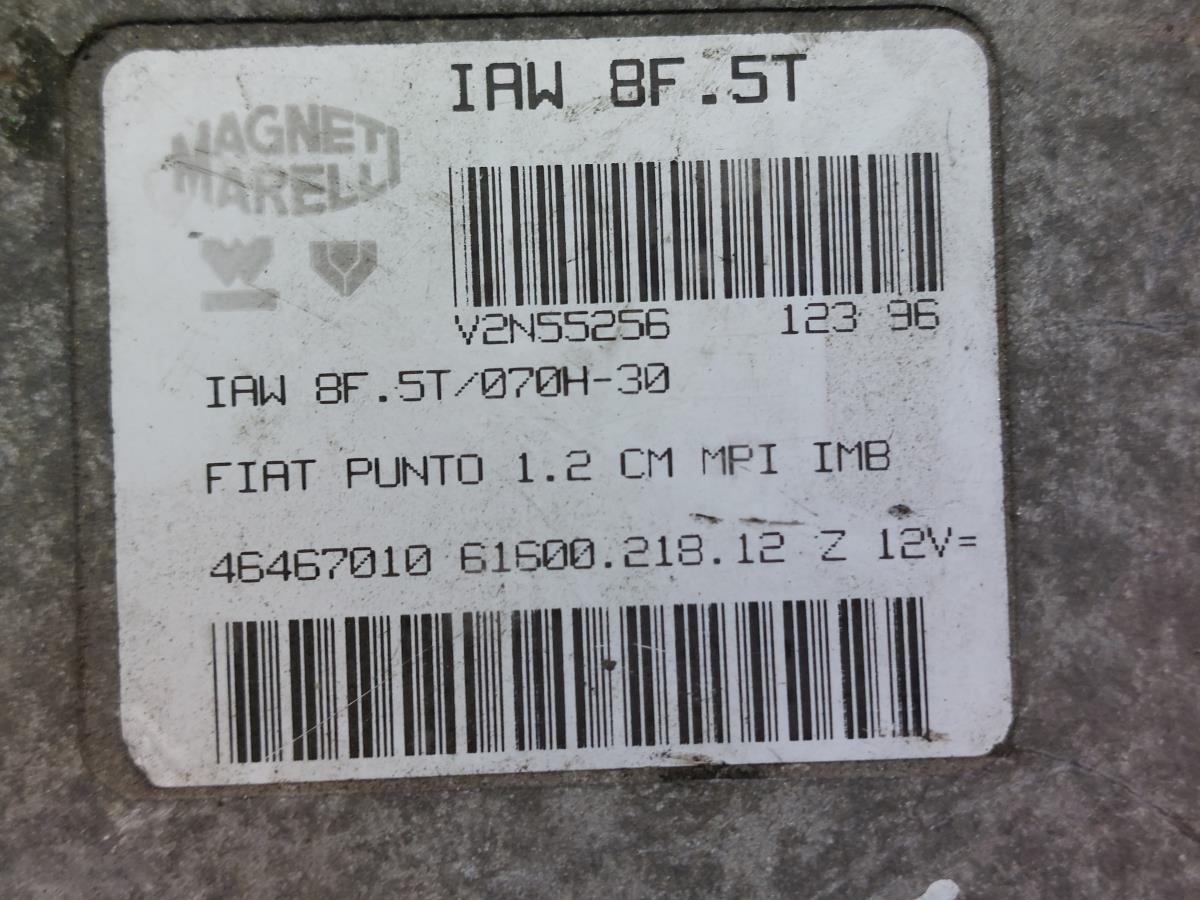 IAW 8F.5T
MAGNETI
MARELLI
V2N55256 123 96
IAW 8F.5T/070H-30
FIAT PUNTO 1.2 CM MPI IMB
46467010 61600.218.12 Z 12V=